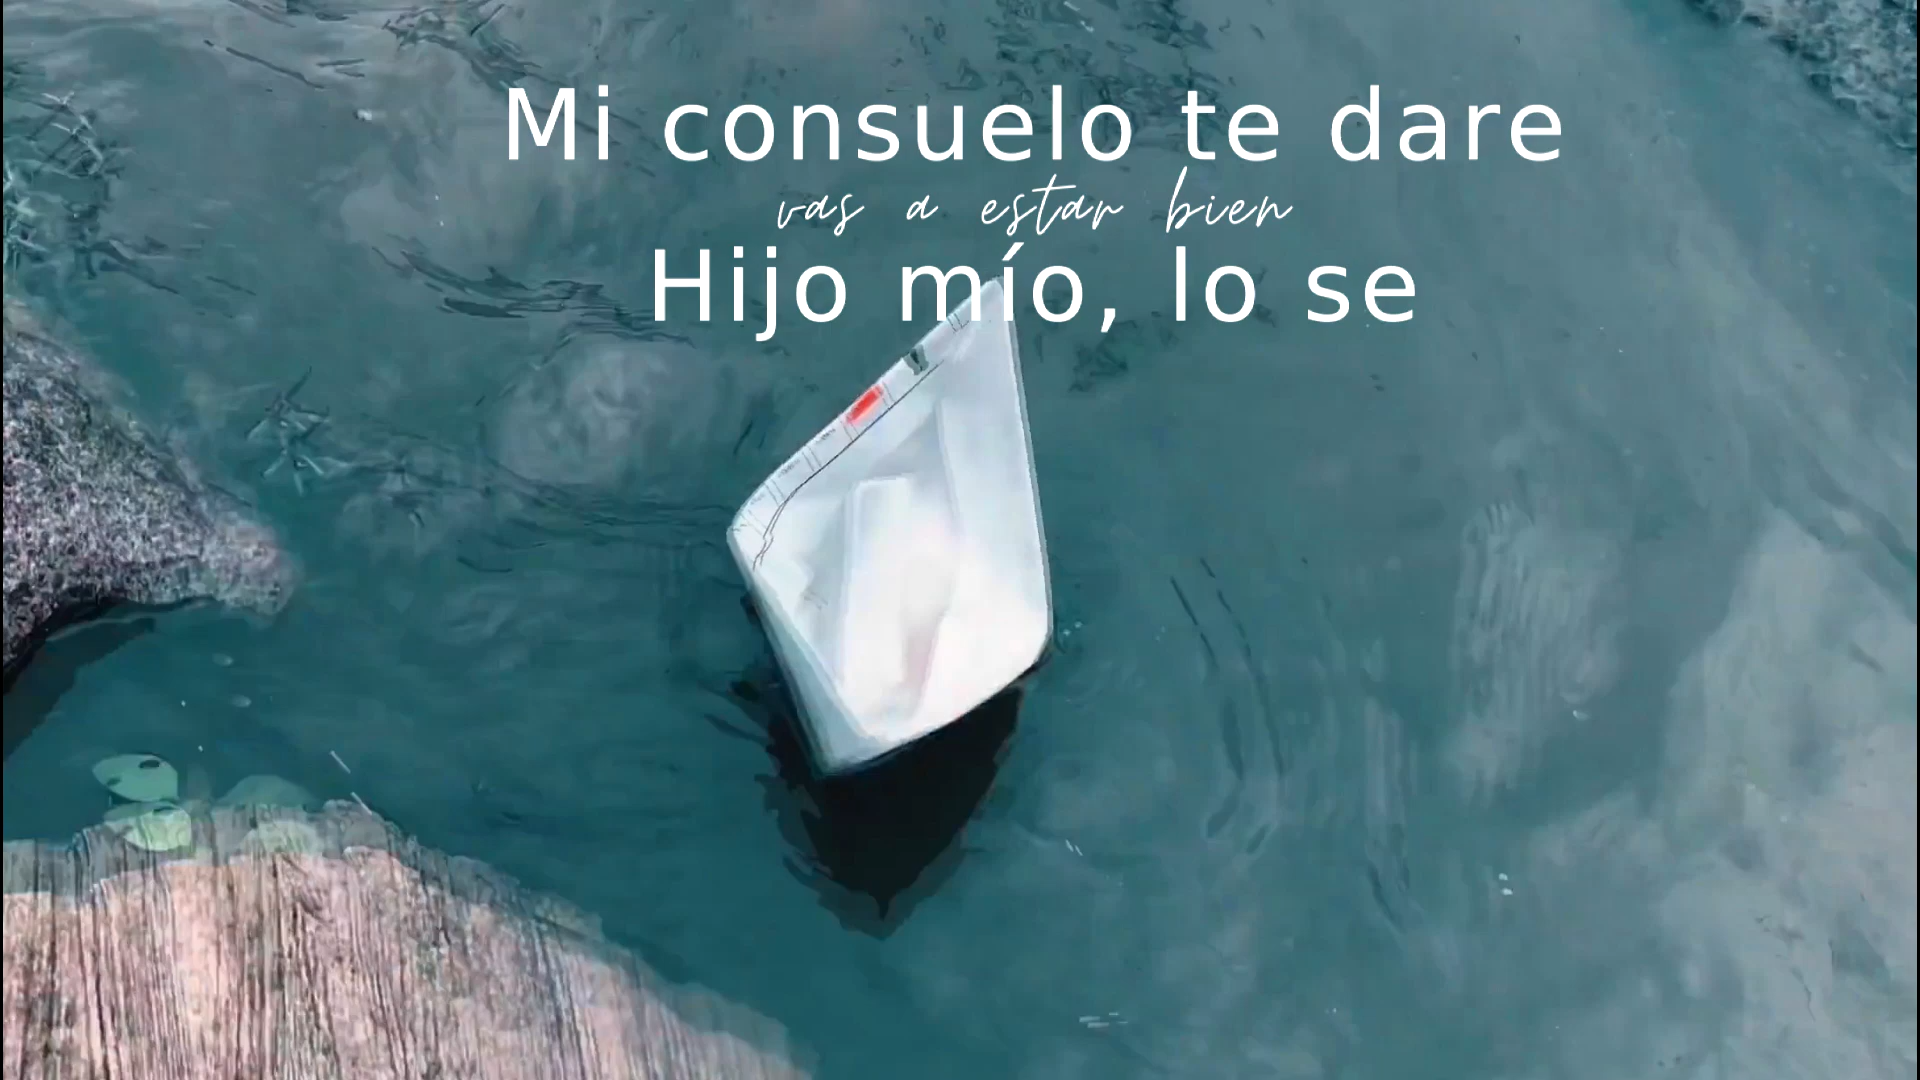 Mi consuelo te dare
vas a estar bien
Hijo mío, lo se